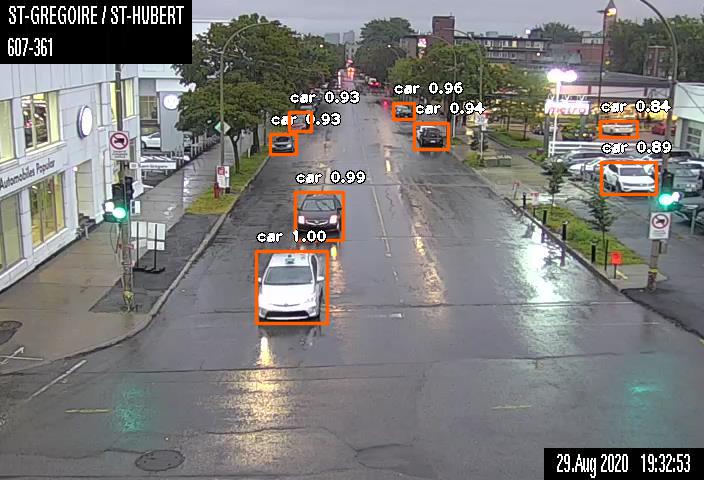 ST-GREGOIRE / ST-HUBERT
607-361
car 0.93
car 0.96
car 0.94
car 0.93
car 0.84
car 0.89
car 0.99
car 1.00
Automobiles Popular
metro
29.Aug 2020 19:32:53